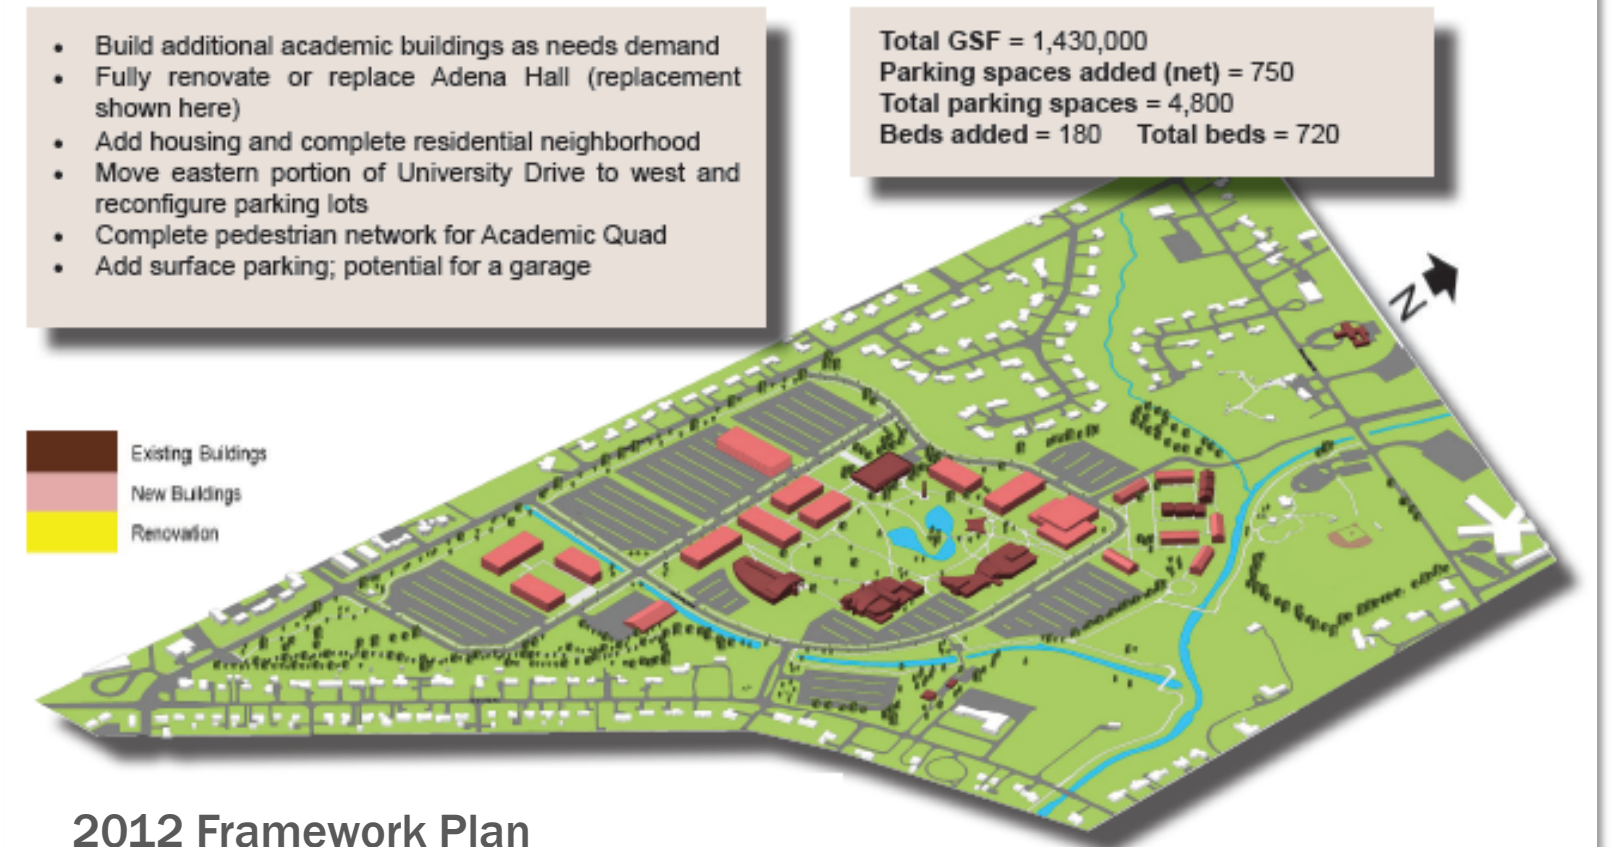 • Build additional academic buildings as needs demand
• Fully renovate or replace Adena Hall (replacement
shown here)
• Add housing and complete residential neighborhood
• Move eastern portion of University Drive to west and
reconfigure parking lots
• Complete pedestrian network for Academic Quad
• Add surface parking; potential for a garage
Total GSF = 1,430,000
Parking spaces added (net) = 750
Total parking spaces = 4,800
Beds added = 180 Total beds = 720
N
Existing Buildings
New Buildings
Renovation
2012 Framework Plan